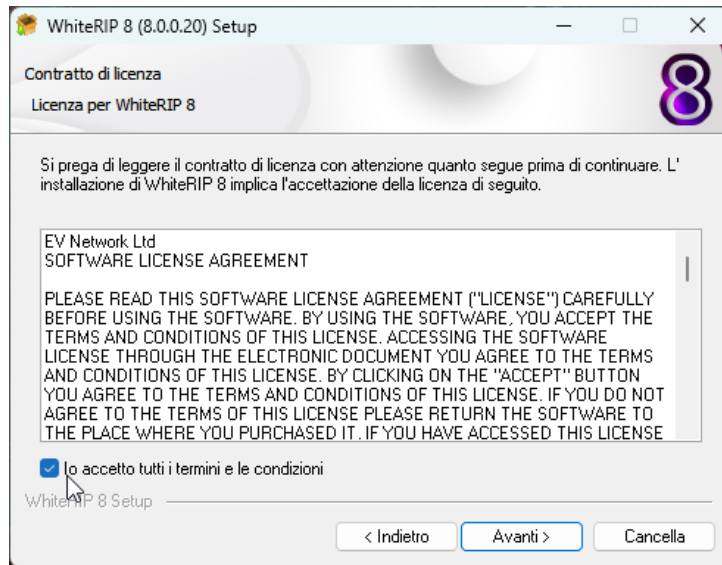 WhiteRIP 8 (8.0.0.20) Setup
Contratto di licenza
Licenza per WhiteRIP 8
8
Si prega di leggere il contratto di licenza con attenzione quanto segue prima di continuare. L'
installazione di WhiteRIP 8 implica l'accettazione della licenza di seguito.
EV Network Ltd
SOFTWARE LICENSE AGREEMENT
PLEASE READ THIS SOFTWARE LICENSE AGREEMENT ("LICENSE") CAREFULLY
BEFORE USING THE SOFTWARE. BY USING THE SOFTWARE, YOU ACCEPT THE
TERMS AND CONDITIONS OF THIS LICENSE. ACCESSING THE SOFTWARE
LICENSE THROUGH THE ELECTRONIC DOCUMENT YOU AGREE TO THE TERMS
AND CONDITIONS OF THIS LICENSE. BY CLICKING ON THE "ACCEPT" BUTTON
YOU AGREE TO THE TERMS AND CONDITIONS OF THIS LICENSE. IF YOU DO NOT
AGREE TO THE TERMS OF THIS LICENSE PLEASE RETURN THE SOFTWARE TO
THE PLACE WHERE YOU PURCHASED IT. IF YOU HAVE ACCESSED THIS LICENSE
Io accetto tutti i termini e le condizioni
WhiteRIP 8 Setup
< Indietro
Avanti >
Cancella